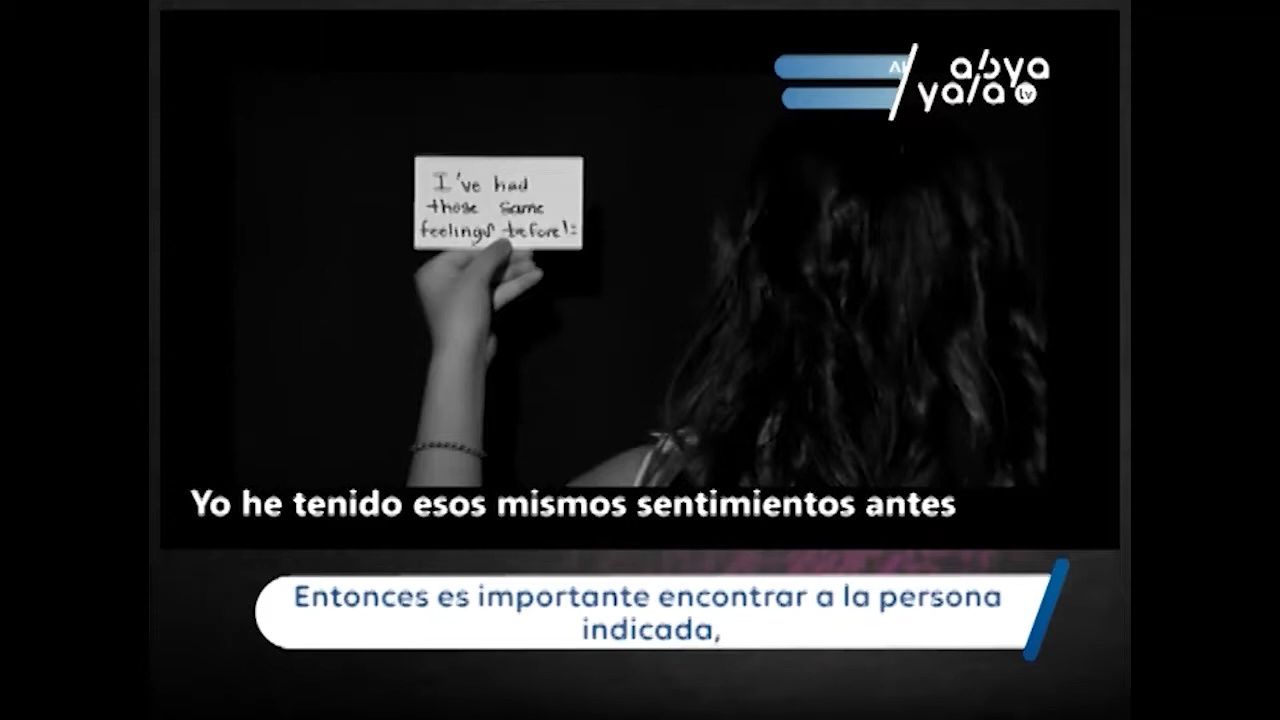 abya
yala tv
I've had
those same
feelings before!
Yo he tenido esos mismos sentimientos antes
Entonces es importante encontrar a la persona
indicada,